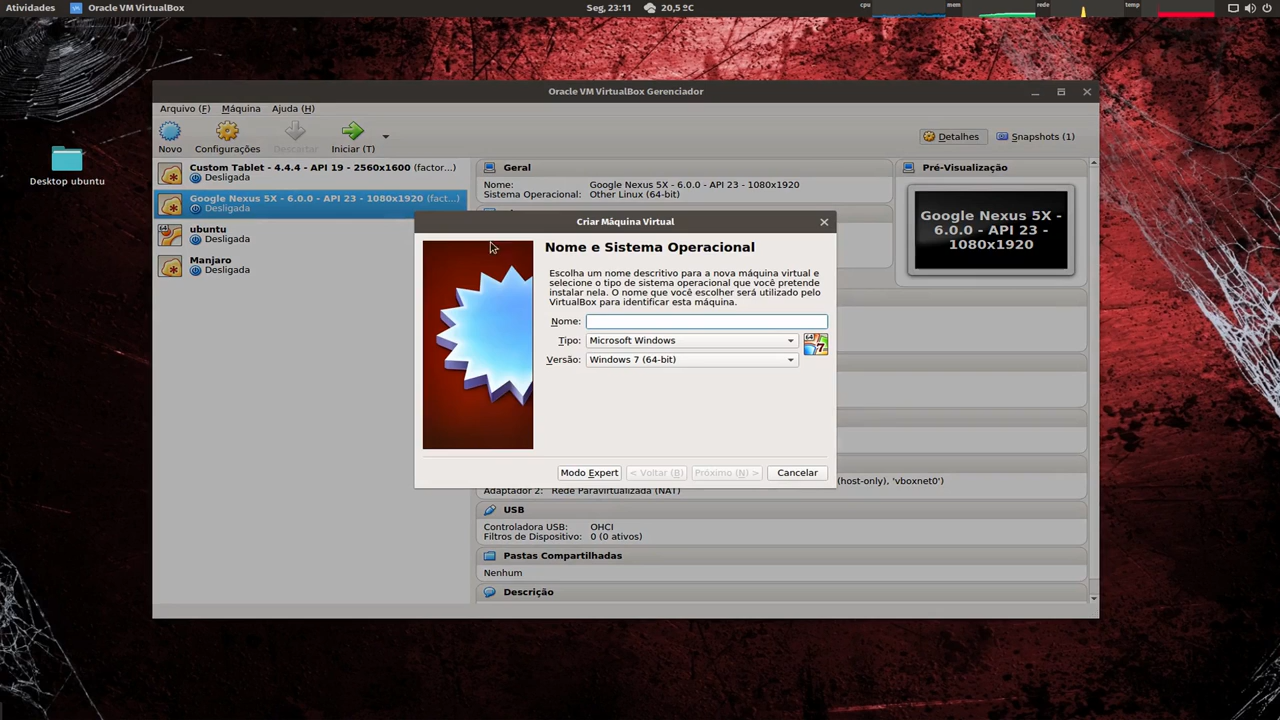 Atividades
Oracle VM VirtualBox
Seg, 23:11
20,5 °C
cpu
mem
rede
temp
Oracle VM VirtualBox Gerenciador
Arquivo (F)
Máquina
Ajuda (H)
Novo
Configurações
Descartar
Iniciar (T)
Detalhes
Snapshots (1)
Desktop ubuntu
Custom Tablet - 4.4.4 - API 19 - 2560x1600 (factor...)
Desligada
Google Nexus 5X - 6.0.0 - API 23 - 1080x1920 (fact...)
Desligada
ubuntu
Desligada
Manjaro
Desligada
Geral
Nome: Google Nexus 5X - 6.0.0 - API 23 - 1080x1920
Sistema Operacional: Other Linux (64-bit)
Pré-Visualização
Google Nexus 5X -
6.0.0 - API 23 -
1080x1920
Criar Máquina Virtual
Nome e Sistema Operacional
Escolha um nome descritivo para a nova máquina virtual e
selecione o tipo de sistema operacional que você pretende
instalar nela. O nome que você escolher será utilizado pelo
VirtualBox para identificar esta máquina.
Nome:
Tipo: Microsoft Windows
64
7
Versão: Windows 7 (64-bit)
Modo Expert
< Voltar (B)
Próximo (N) >
Cancelar
(host-only), 'vboxnet0')
Adaptador 2: Rede Paravirtualizada (NAT)
USB
Controladora USB: OHCI
Filtros de Dispositivo: 0 (0 ativos)
Pastas Compartilhadas
Nenhum
Descrição